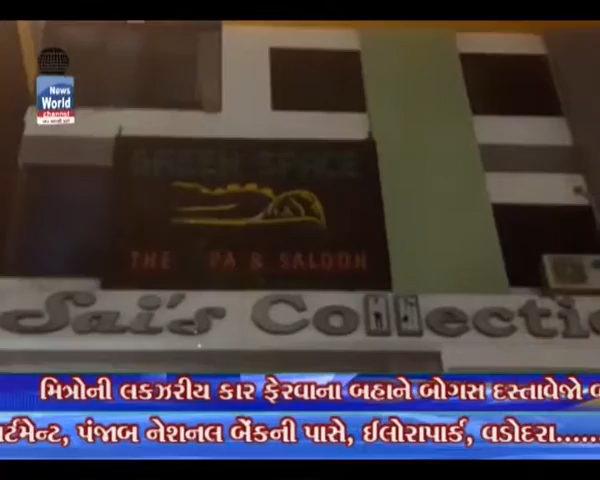 News
World
channel
GREEN SPACE
THE PA & SALOON
Sai's Collecti
મિત્રોની લકઝરીય કાર ફેરવાના બહાને બોગસ દસ્તાવેજો
ર્ટમેન્ટ, પંજાબ નેશનલ બેંકની પાસે, ઈલોરાપાર્ક, વડોદરા......